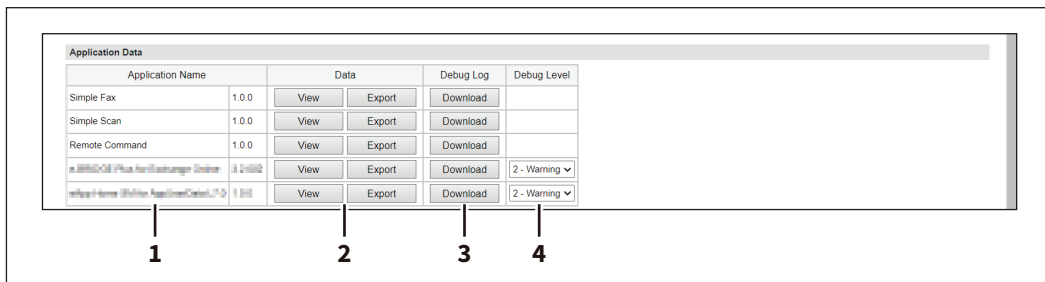 Application Data
Application Name Data Debug Log Debug Level
Simple Fax 1.0.0 View Export Download
Simple Scan 1.0.0 View Export Download
Remote Command 1.0.0 View Export Download
View Export Download 2 - Warning
View Export Download 2 - Warning
1 2 3 4